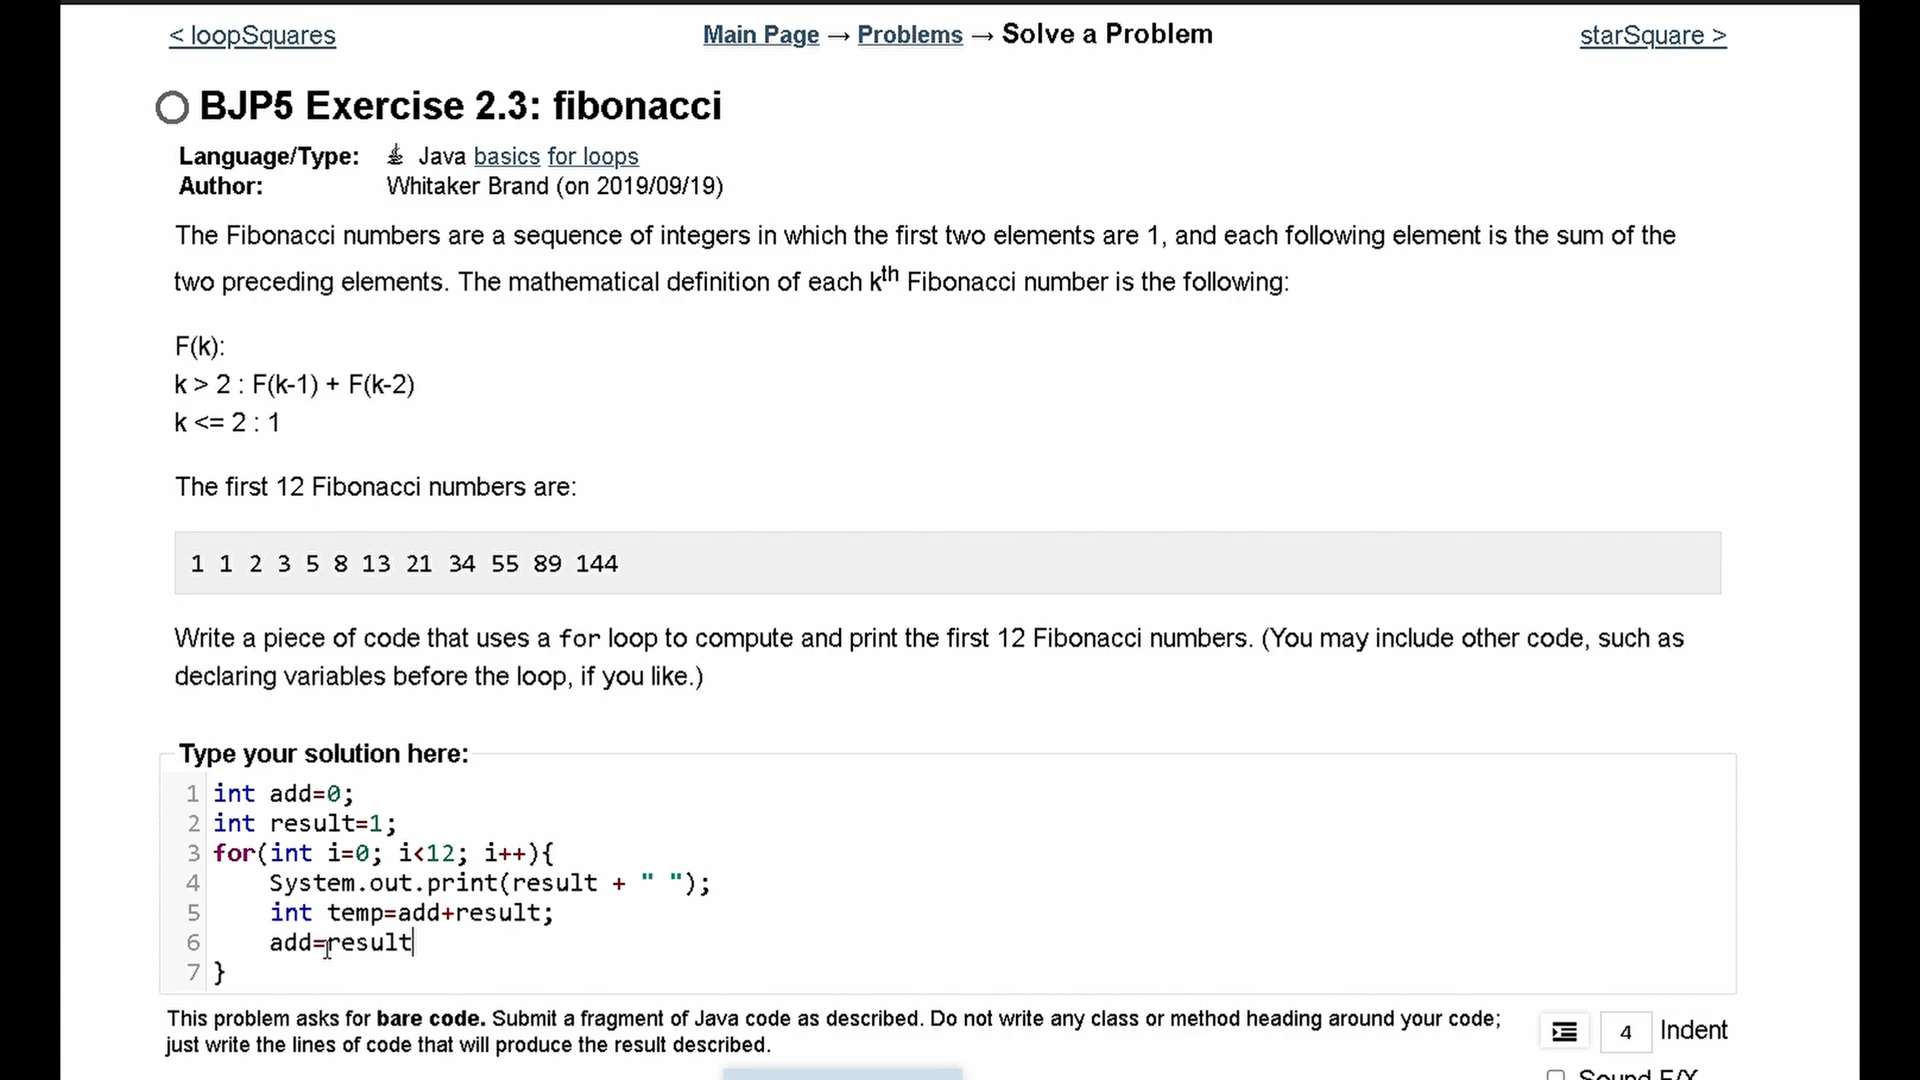 < loopSquares
Main Page → Problems → Solve a Problem
starSquare >
BJP5 Exercise 2.3: fibonacci
Language/Type: Java basics for loops
Author: Whitaker Brand (on 2019/09/19)
The Fibonacci numbers are a sequence of integers in which the first two elements are 1, and each following element is the sum of the
two preceding elements. The mathematical definition of each kth Fibonacci number is the following:
F(k):
k > 2 : F(k-1) + F(k-2)
k <= 2 : 1
The first 12 Fibonacci numbers are:
1 1 2 3 5 8 13 21 34 55 89 144
Write a piece of code that uses a for loop to compute and print the first 12 Fibonacci numbers. (You may include other code, such as
declaring variables before the loop, if you like.)
Type your solution here:
1 int add=0;
2 int result=1;
3 for(int i=0; i<12; i++){
4     System.out.print(result + " ");
5     int temp=add+result;
6     add=result
7 }
This problem asks for bare code. Submit a fragment of Java code as described. Do not write any class or method heading around your code;
just write the lines of code that will produce the result described.
4 Indent
Sound F/X